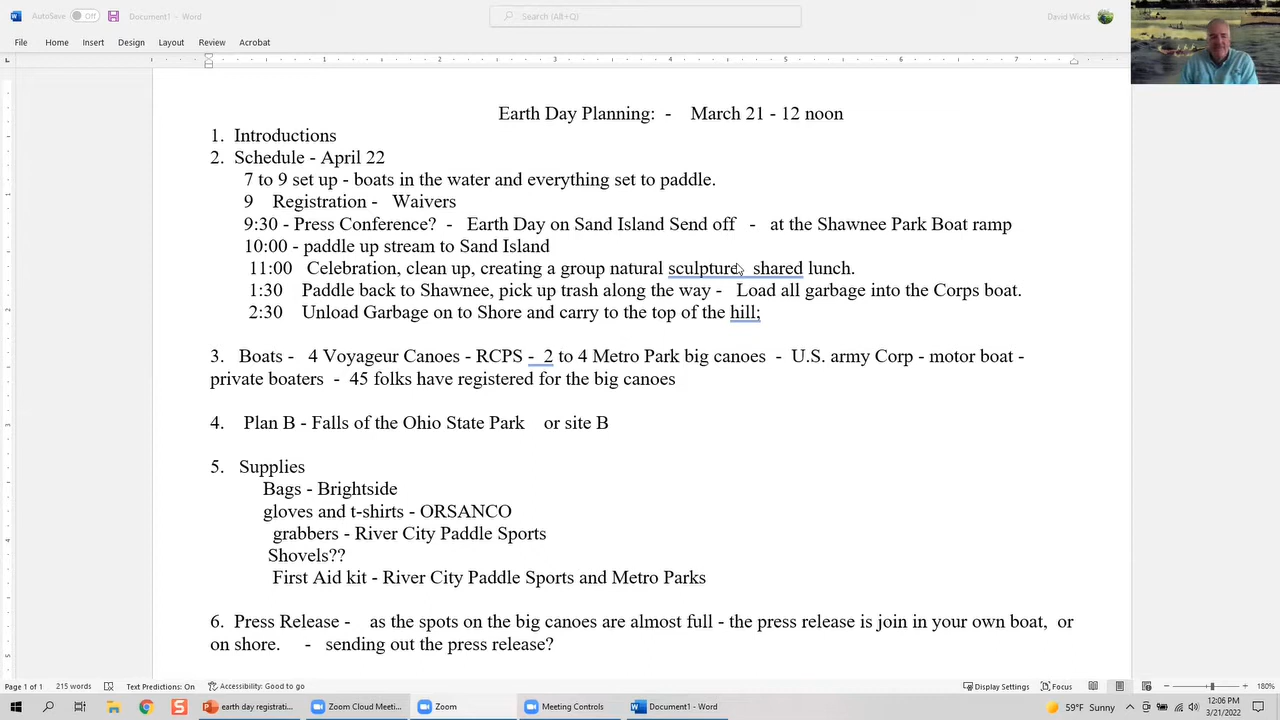 AutoSave Off Document1 - Word Search (Alt+Q) David Wicks
File Home Insert Design Layout Review Acrobat
1 2 3 4 5 6 7
Earth Day Planning: - March 21 - 12 noon
1. Introductions
2. Schedule - April 22
7 to 9 set up - boats in the water and everything set to paddle.
9 Registration - Waivers
9:30 - Press Conference? - Earth Day on Sand Island Send off - at the Shawnee Park Boat ramp
10:00 - paddle up stream to Sand Island
11:00 Celebration, clean up, creating a group natural sculpture, shared lunch.
1:30 Paddle back to Shawnee, pick up trash along the way - Load all garbage into the Corps boat.
2:30 Unload Garbage on to Shore and carry to the top of the hill;
3. Boats - 4 Voyageur Canoes - RCPS - 2 to 4 Metro Park big canoes - U.S. army Corp - motor boat -
private boaters - 45 folks have registered for the big canoes
4. Plan B - Falls of the Ohio State Park or site B
5. Supplies
Bags - Brightside
gloves and t-shirts - ORSANCO
grabbers - River City Paddle Sports
Shovels??
First Aid kit - River City Paddle Sports and Metro Parks
6. Press Release - as the spots on the big canoes are almost full - the press release is join in your own boat, or
on shore. - sending out the press release?
Page 1 of 1 215 words Text Predictions: On Accessibility: Good to go Display Settings Focus 180%
earth day registrati... Zoom Cloud Meeti... Zoom Meeting Controls Document1 - Word 59°F Sunny 12:06 PM
3/21/2022